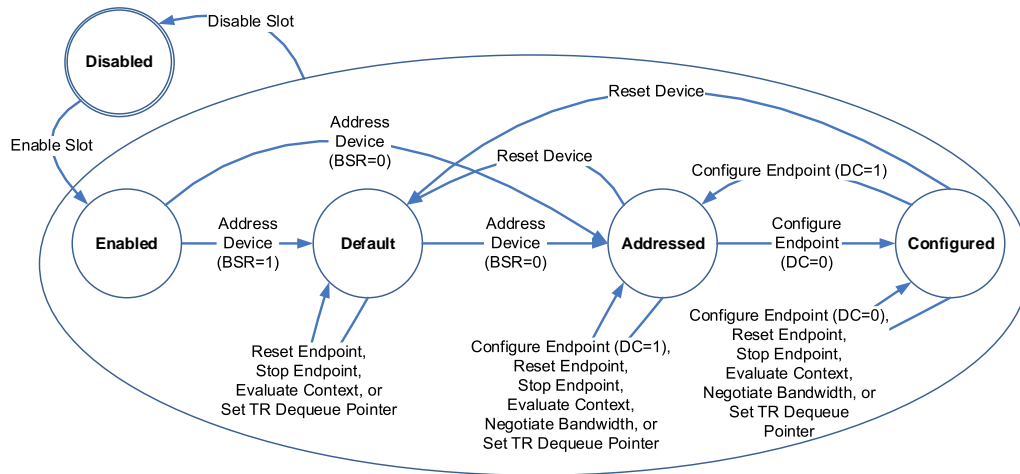 Disable Slot
Disabled
Enable Slot
Reset Device
Address
Device
(BSR=0)
Reset Device
Configure Endpoint (DC=1)
Enabled
Address
Device
(BSR=1)
Default
Address
Device
(BSR=0)
Addressed
Configure
Endpoint
(DC=0)
Configured
Reset Endpoint,
Stop Endpoint,
Evaluate Context, or
Set TR Dequeue Pointer
Configure Endpoint (DC=1),
Reset Endpoint,
Stop Endpoint,
Evaluate Context,
Negotiate Bandwidth, or
Set TR Dequeue Pointer
Configure Endpoint (DC=0),
Reset Endpoint,
Stop Endpoint,
Evaluate Context,
Negotiate Bandwidth, or
Set TR Dequeue
Pointer